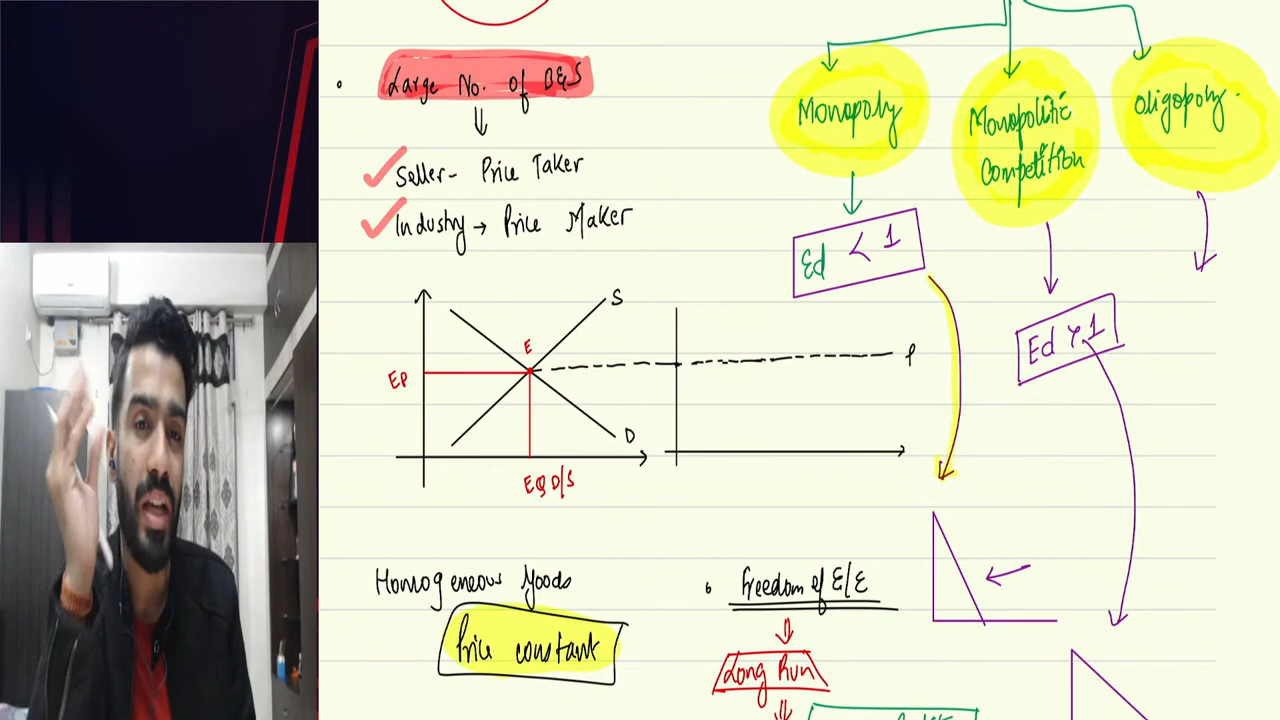 Large No. of B&S
Seller- Price Taker
Industry → Price Maker
S
E
EP
D
EQ D/S
P
Homogeneous Goods
Price constant
Freedom of E/E
Long Run
Monopoly
Monopolitic
Competition
Oligopoly.
Ed < 1
Ed > 1